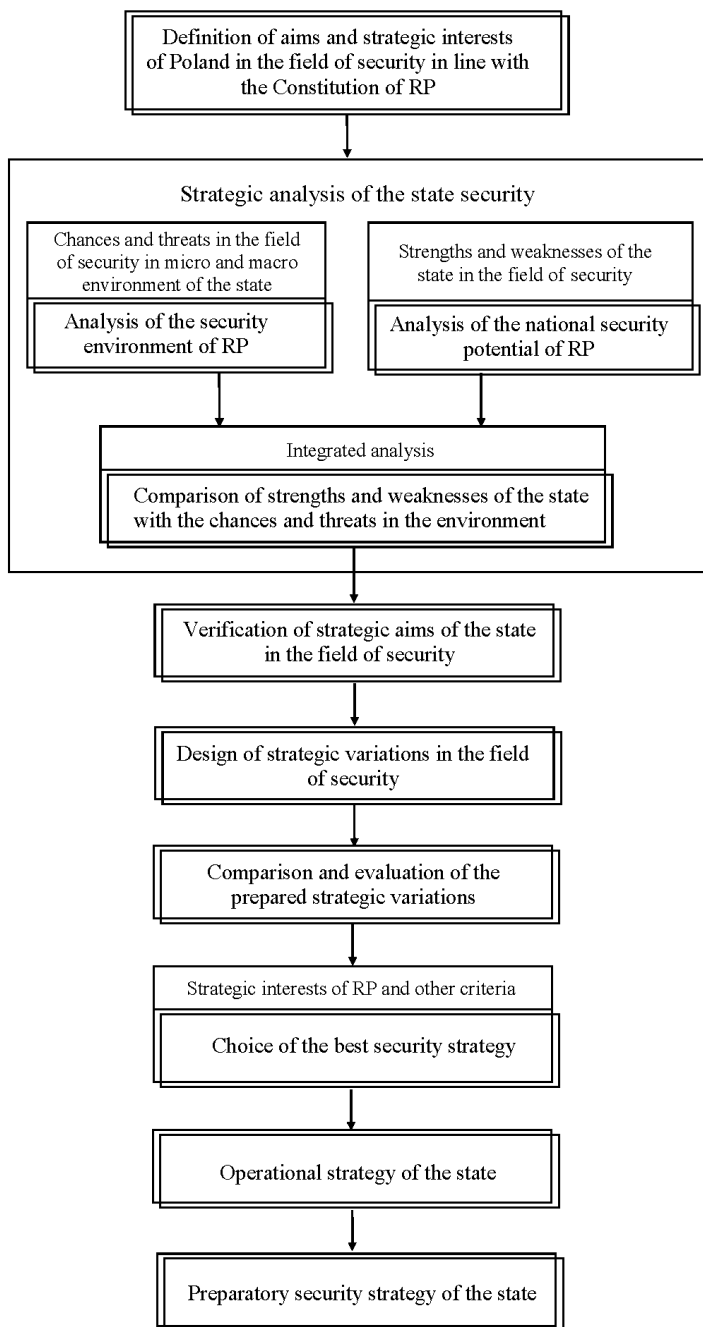 Definition of aims and strategic interests
of Poland in the field of security in line with
the Constitution of RP
Strategic analysis of the state security
Chances and threats in the field
of security in micro and macro
environment of the state
Analysis of the security
environment of RP
Strengths and weaknesses of the
state in the field of security
Analysis of the national security
potential of RP
Integrated analysis
Comparison of strengths and weaknesses of the state
with the chances and threats in the environment
Verification of strategic aims of the state
in the field of security
Design of strategic variations in the field
of security
Comparison and evaluation of the
prepared strategic variations
Strategic interests of RP and other criteria
Choice of the best security strategy
Operational strategy of the state
Preparatory security strategy of the state